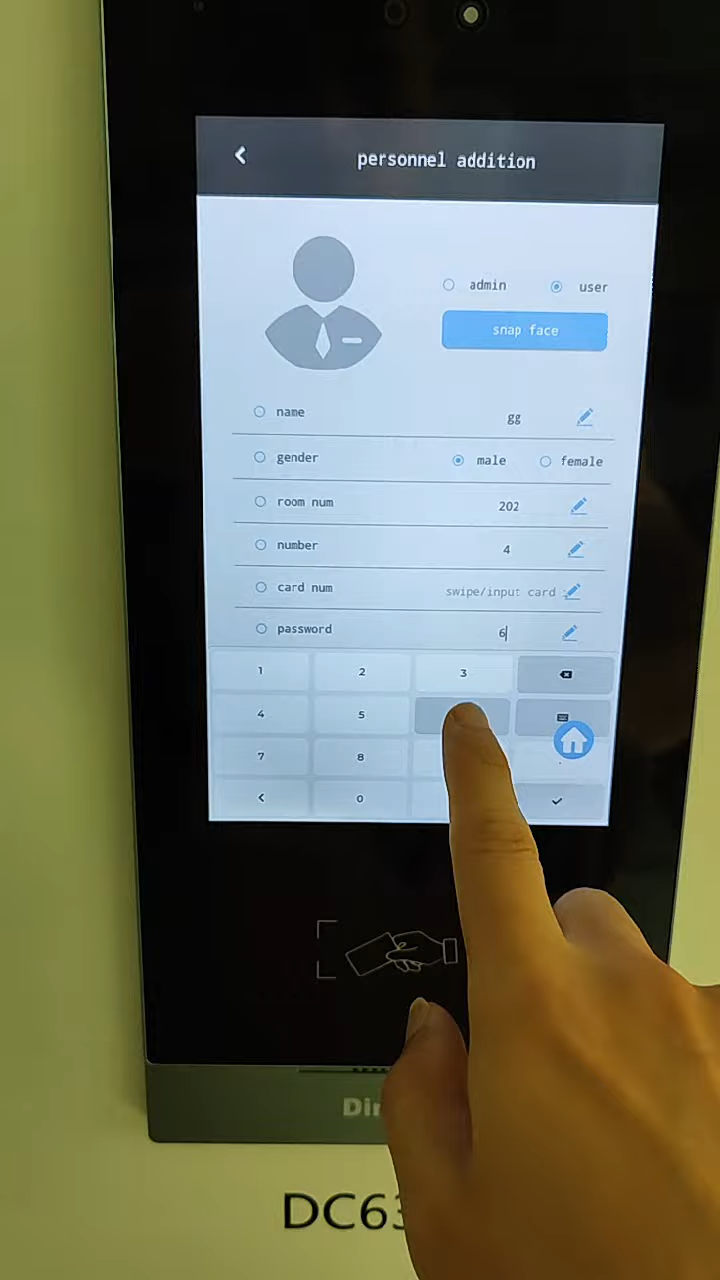 personnel addition
admin user
snap face
name gg
gender male female
room num 202
number 4
card num swipe/input card
password 6
1 2 3
4 5
7 8
0
DC6